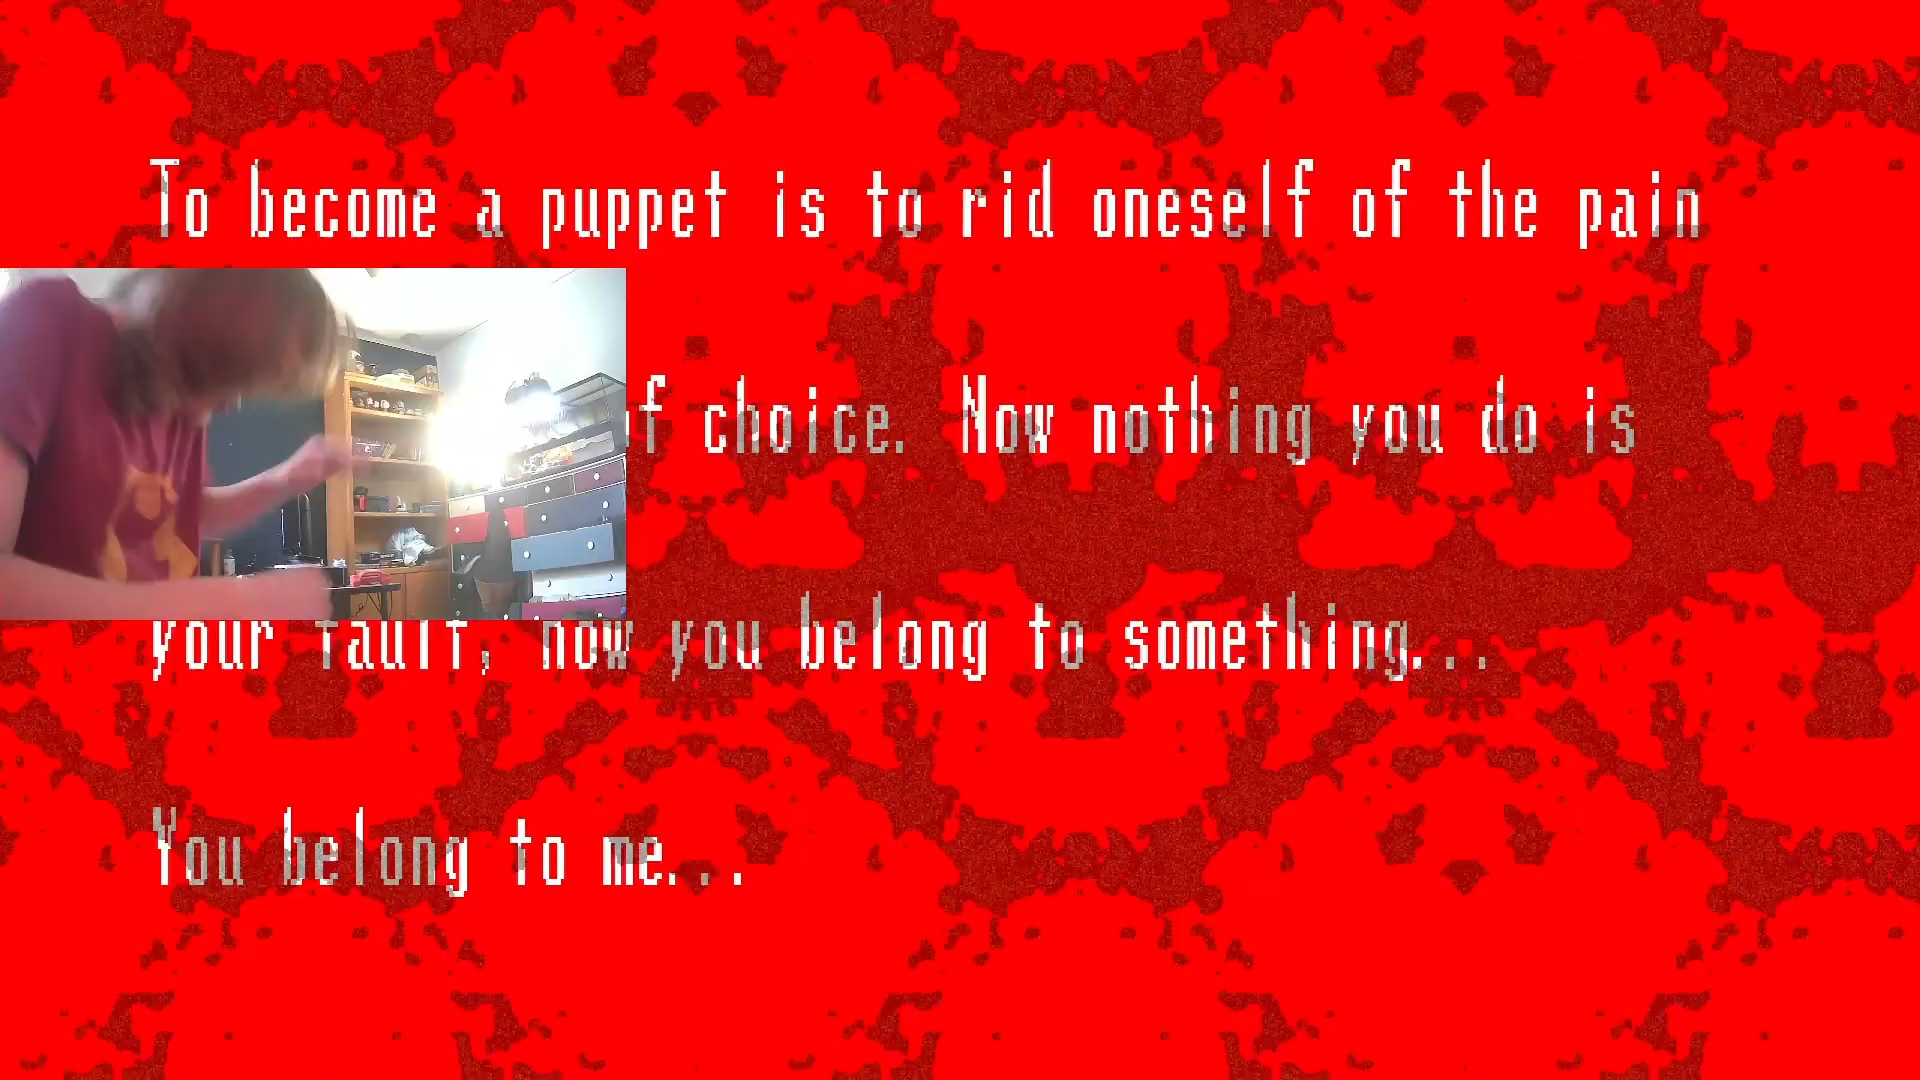 To become a puppet is to rid oneself of the pain
of choice. Now nothing you do is
your fault, now you belong to something...
You belong to me...